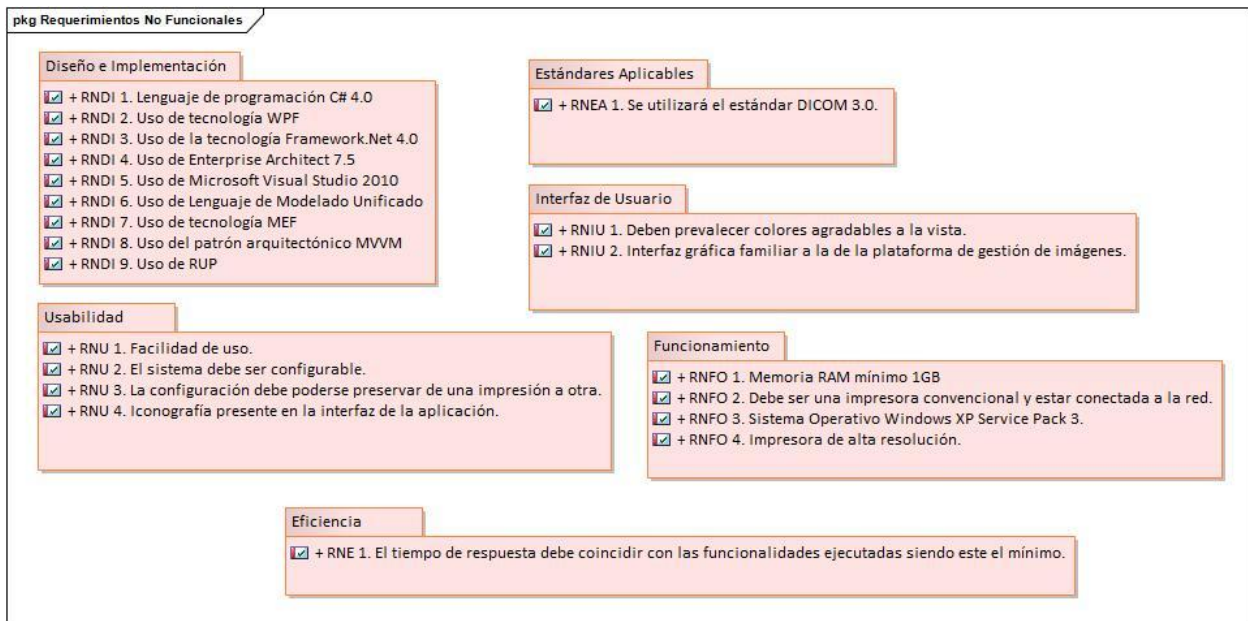 pkg Requerimientos No Funcionales
Diseño e Implementación
+ RNDI 1. Lenguaje de programación C# 4.0
+ RNDI 2. Uso de tecnología WPF
+ RNDI 3. Uso de la tecnología Framework.Net 4.0
+ RNDI 4. Uso de Enterprise Architect 7.5
+ RNDI 5. Uso de Microsoft Visual Studio 2010
+ RNDI 6. Uso de Lenguaje de Modelado Unificado
+ RNDI 7. Uso de tecnología MEF
+ RNDI 8. Uso del patrón arquitectónico MVVM
+ RNDI 9. Uso de RUP
Estándares Aplicables
+ RNEA 1. Se utilizará el estándar DICOM 3.0.
Interfaz de Usuario
+ RNIU 1. Deben prevalecer colores agradables a la vista.
+ RNIU 2. Interfaz gráfica familiar a la de la plataforma de gestión de imágenes.
Usabilidad
+ RNU 1. Facilidad de uso.
+ RNU 2. El sistema debe ser configurable.
+ RNU 3. La configuración debe poderse preservar de una impresión a otra.
+ RNU 4. Iconografía presente en la interfaz de la aplicación.
Funcionamiento
+ RNFO 1. Memoria RAM mínimo 1GB
+ RNFO 2. Debe ser una impresora convencional y estar conectada a la red.
+ RNFO 3. Sistema Operativo Windows XP Service Pack 3.
+ RNFO 4. Impresora de alta resolución.
Eficiencia
+ RNE 1. El tiempo de respuesta debe coincidir con las funcionalidades ejecutadas siendo este el mínimo.